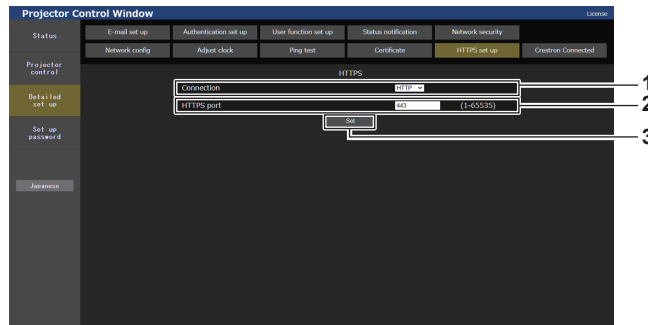 Projector Control Window
License
Status
E-mail set up
Authentication set up
User function set up
Status notification
Network security
Network config
Adjust clock
Ping test
Certificate
HTTPS set up
Crestron Connected
Projector
control
Detailed
set up
Set up
password
Japanese
HTTPS
Connection
HTTP
1
HTTPS port
443
(1-65535)
2
Set
3